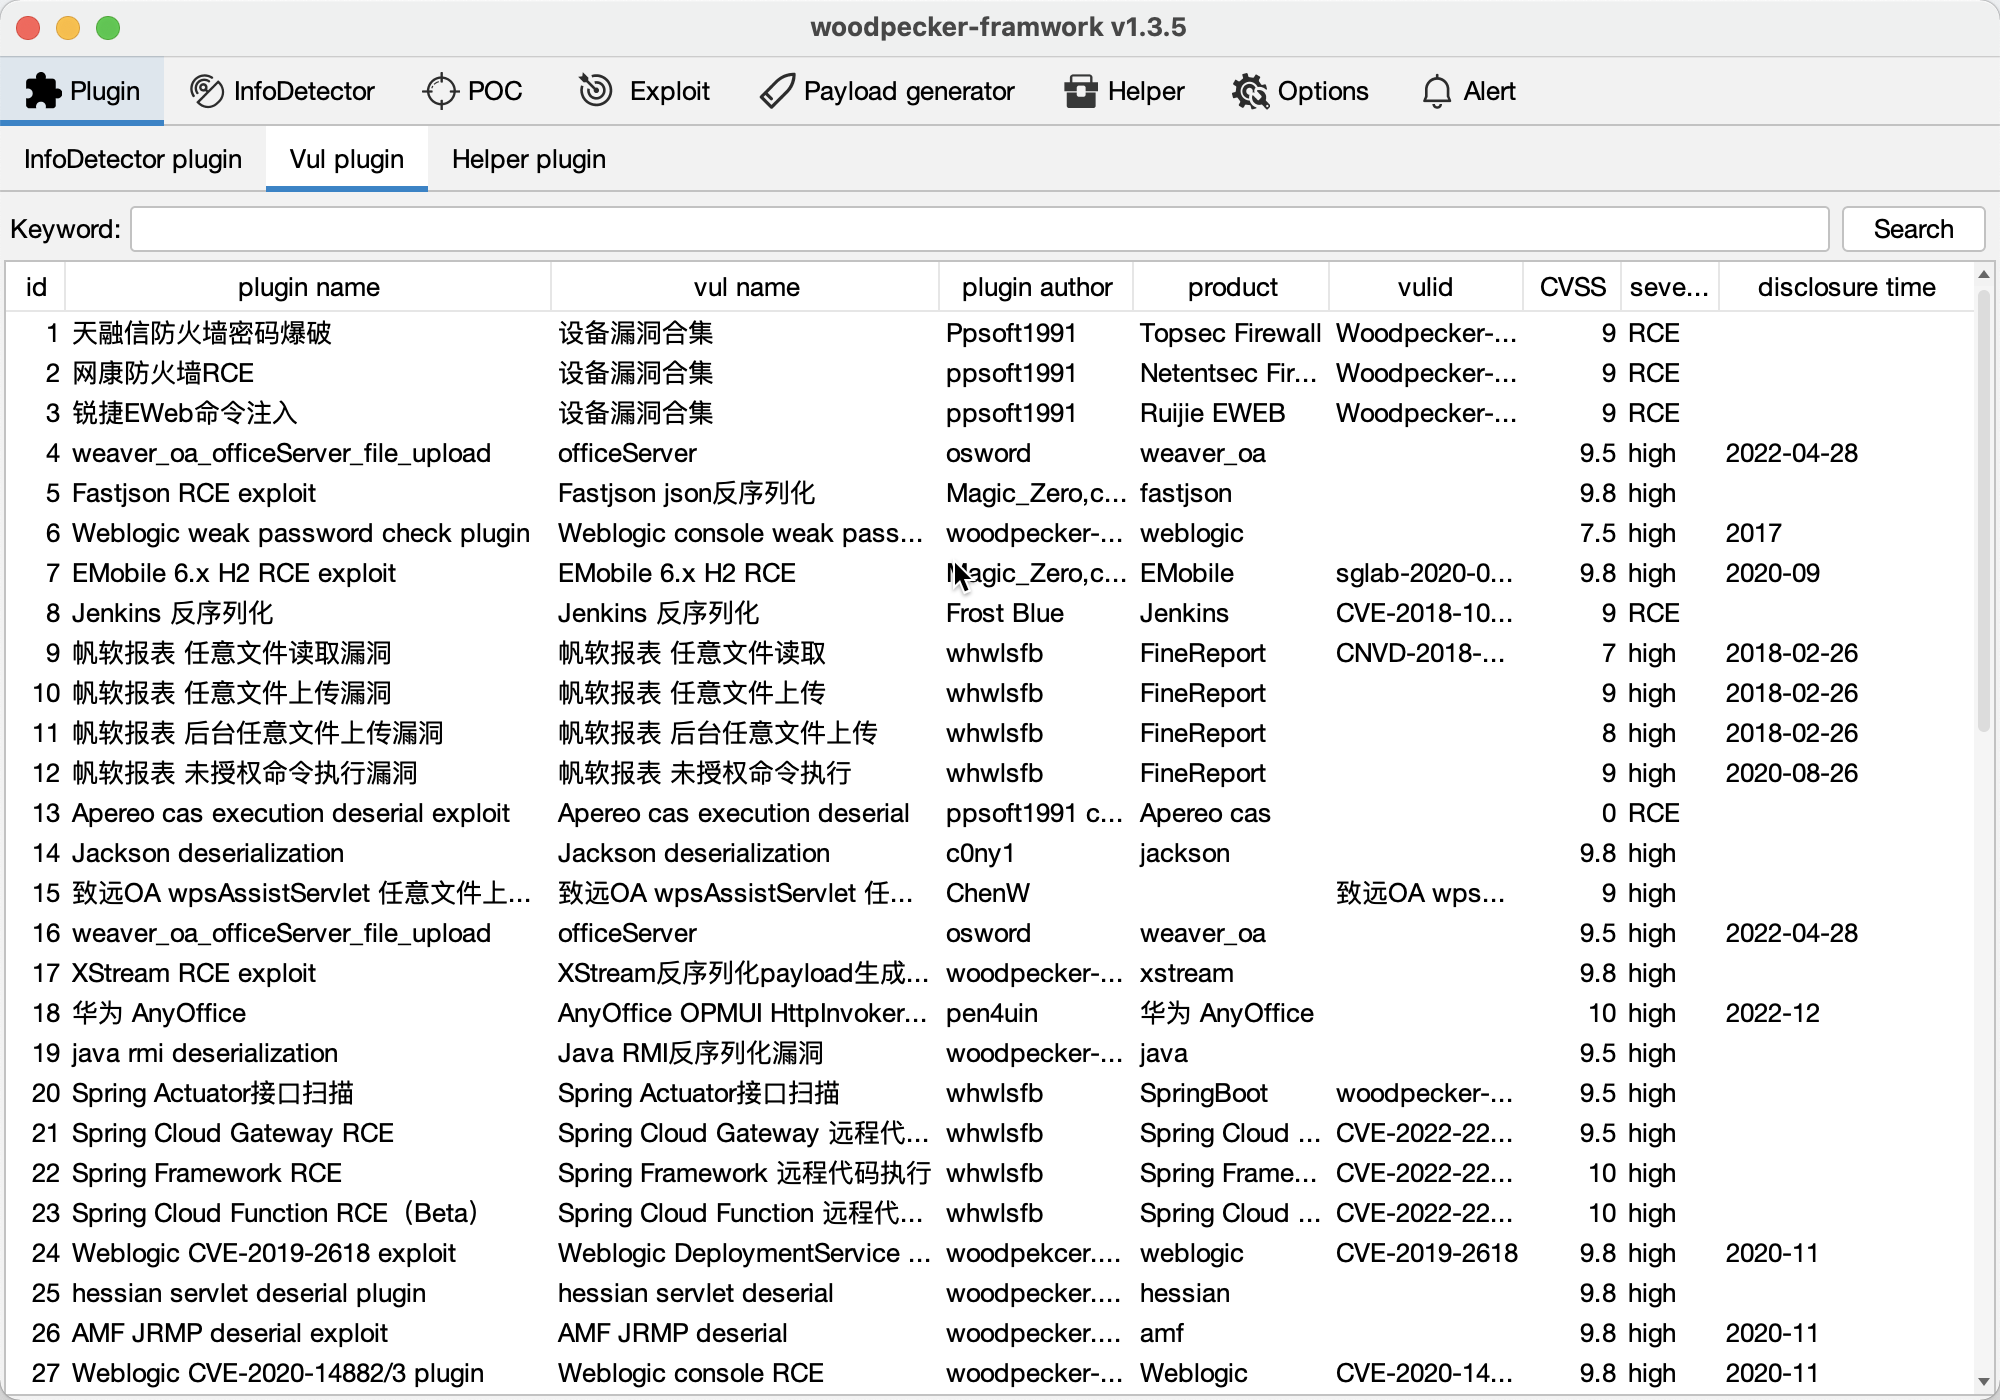 woodpecker-framwork v1.3.5
Plugin InfoDetector POC Exploit Payload generator Helper Options Alert
InfoDetector plugin Vul plugin Helper plugin
Keyword: Search
id plugin name vul name plugin author product vulid CVSS seve... disclosure time
1 天融信防火墙密码爆破 设备漏洞合集 Ppsoft1991 Topsec Firewall Woodpecker-... 9 RCE
2 网康防火墙RCE 设备漏洞合集 ppsoft1991 Netentsec Fir... Woodpecker-... 9 RCE
3 锐捷EWeb命令注入 设备漏洞合集 ppsoft1991 Ruijie EWEB Woodpecker-... 9 RCE
4 weaver_oa_officeServer_file_upload officeServer osword weaver_oa 9.5 high 2022-04-28
5 Fastjson RCE exploit Fastjson json反序列化 Magic_Zero,c... fastjson 9.8 high
6 Weblogic weak password check plugin Weblogic console weak pass... woodpecker-... weblogic 7.5 high 2017
7 EMobile 6.x H2 RCE exploit EMobile 6.x H2 RCE Magic_Zero,c... EMobile sglab-2020-0... 9.8 high 2020-09
8 Jenkins 反序列化 Jenkins 反序列化 Frost Blue Jenkins CVE-2018-10... 9 RCE
9 帆软报表 任意文件读取漏洞 帆软报表 任意文件读取 whwlsfb FineReport CNVD-2018-... 7 high 2018-02-26
10 帆软报表 任意文件上传漏洞 帆软报表 任意文件上传 whwlsfb FineReport 9 high 2018-02-26
11 帆软报表 后台任意文件上传漏洞 帆软报表 后台任意文件上传 whwlsfb FineReport 8 high 2018-02-26
12 帆软报表 未授权命令执行漏洞 帆软报表 未授权命令执行 whwlsfb FineReport 9 high 2020-08-26
13 Apereo cas execution deserial exploit Apereo cas execution deserial ppsoft1991 c... Apereo cas 0 RCE
14 Jackson deserialization Jackson deserialization c0ny1 jackson 9.8 high
15 致远OA wpsAssistServlet 任意文件上... 致远OA wpsAssistServlet 任... ChenW 致远OA wps... 9 high
16 weaver_oa_officeServer_file_upload officeServer osword weaver_oa 9.5 high 2022-04-28
17 XStream RCE exploit XStream反序列化payload生成... woodpecker-... xstream 9.8 high
18 华为 AnyOffice AnyOffice OPMUI HttpInvoker... pen4uin 华为 AnyOffice 10 high 2022-12
19 java rmi deserialization Java RMI反序列化漏洞 woodpecker-... java 9.5 high
20 Spring Actuator接口扫描 Spring Actuator接口扫描 whwlsfb SpringBoot woodpecker-... 9.5 high
21 Spring Cloud Gateway RCE Spring Cloud Gateway 远程代... whwlsfb Spring Cloud ... CVE-2022-22... 9.5 high
22 Spring Framework RCE Spring Framework 远程代码执行 whwlsfb Spring Frame... CVE-2022-22... 10 high
23 Spring Cloud Function RCE（Beta） Spring Cloud Function 远程代... whwlsfb Spring Cloud ... CVE-2022-22... 10 high
24 Weblogic CVE-2019-2618 exploit Weblogic DeploymentService ... woodpekcer.... weblogic CVE-2019-2618 9.8 high 2020-11
25 hessian servlet deserial plugin hessian servlet deserial woodpecker.... hessian 9.8 high
26 AMF JRMP deserial exploit AMF JRMP deserial woodpecker.... amf 9.8 high 2020-11
27 Weblogic CVE-2020-14882/3 plugin Weblogic console RCE woodpecker-... Weblogic CVE-2020-14... 9.8 high 2020-11